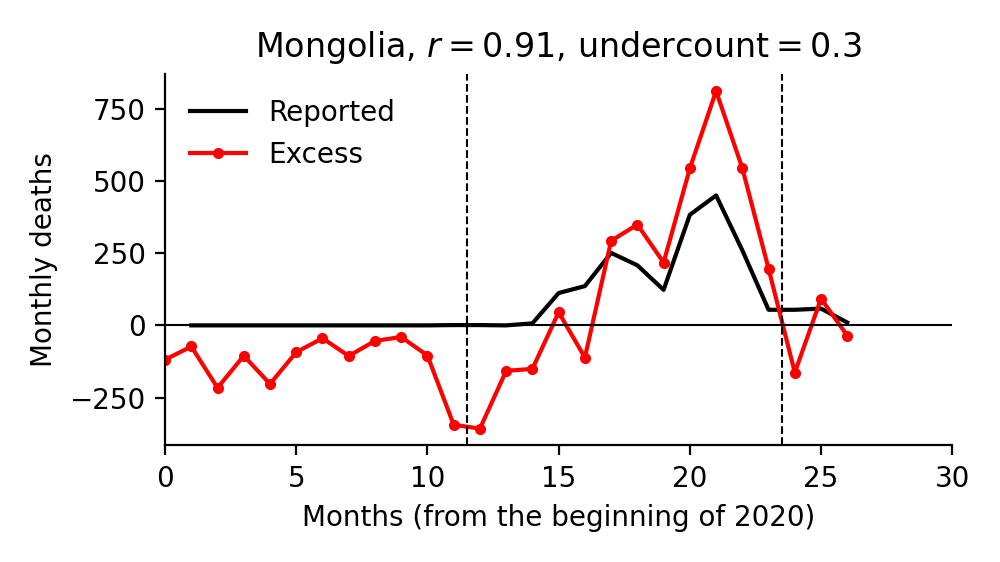 Mongolia, r = 0.91, undercount = 0.3
Reported
Excess
Monthly deaths
750
500
250
0
−250
0 5 10 15 20 25 30
Months (from the beginning of 2020)